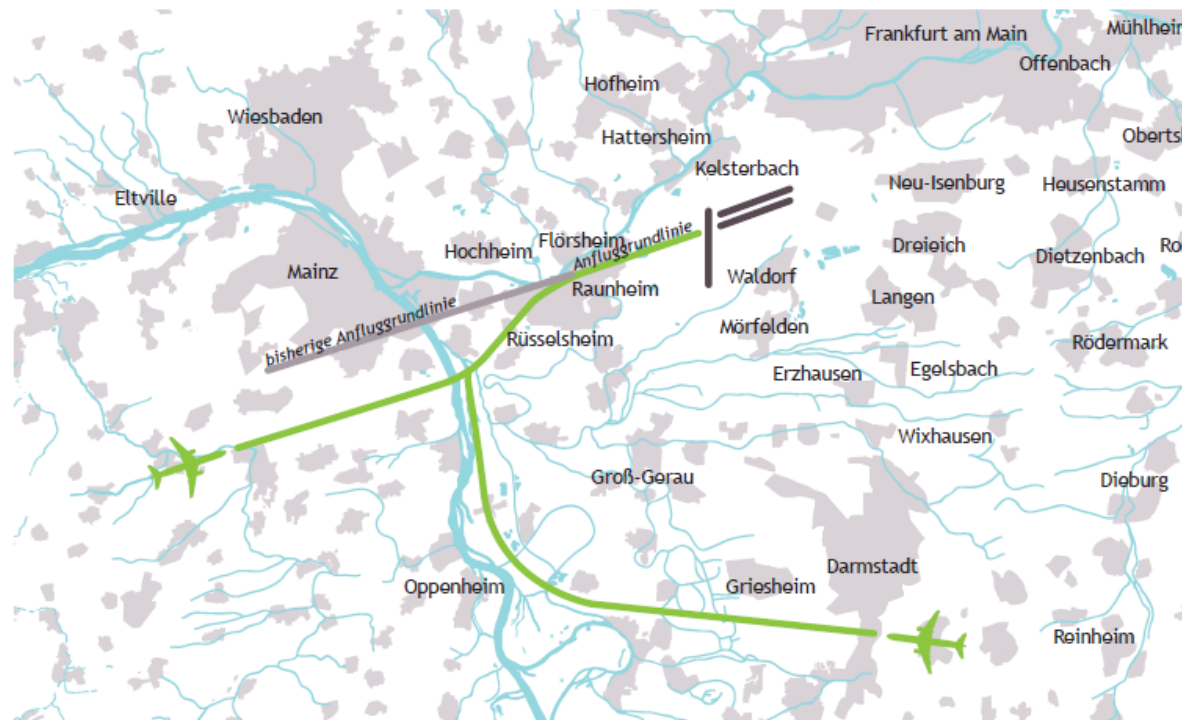 Frankfurt am Main
Mühlheim
Offenbach
Hofheim
Wiesbaden
Hattersheim
Kelsterbach
Eltville
Neu-Isenburg
Heusenstamm
Hochheim
Flörsheim
Anfluggrundlinie
Dreieich
Dietzenbach
Mainz
Waldorf
Raunheim
Langen
bisherige Anfluggrundlinie
Mörfelden
Rüsselsheim
Rödermark
Erzhausen
Egelsbach
Wixhausen
Groß-Gerau
Dieburg
Darmstadt
Oppenheim
Griesheim
Reinheim